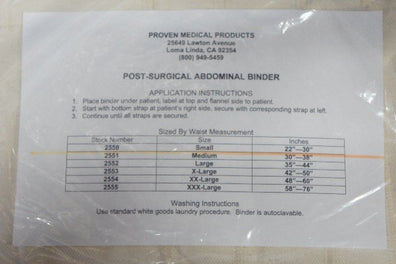 PROVEN MEDICAL PRODUCTS
25649 Lawton Avenue
Loma Linda, CA 92354
(800) 949-5459
POST-SURGICAL ABDOMINAL BINDER
APPLICATION INSTRUCTIONS
1. Place binder under patient, label at top and flannel side to patient.
2. Start with bottom strap at patient's right side, secure with corresponding strap at left.
3. Continue until all straps are secured.
Sized By Waist Measurement
Stock Number Size Inches
2550 Small 22"—30"
2551 Medium 30"—38"
2552 Large 35"—44"
2553 X-Large 42"—50"
2554 XX-Large 48"—60"
2555 XXX-Large 58"—76"
Washing Instructions
Use standard white goods laundry procedure. Binder is autoclavable.